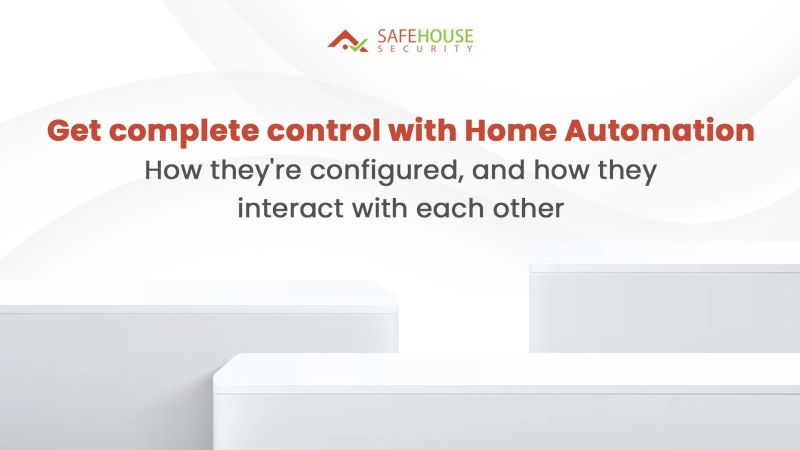 SAFEHOUSE
SECURITY
Get complete control with Home Automation
How they're configured, and how they
interact with each other